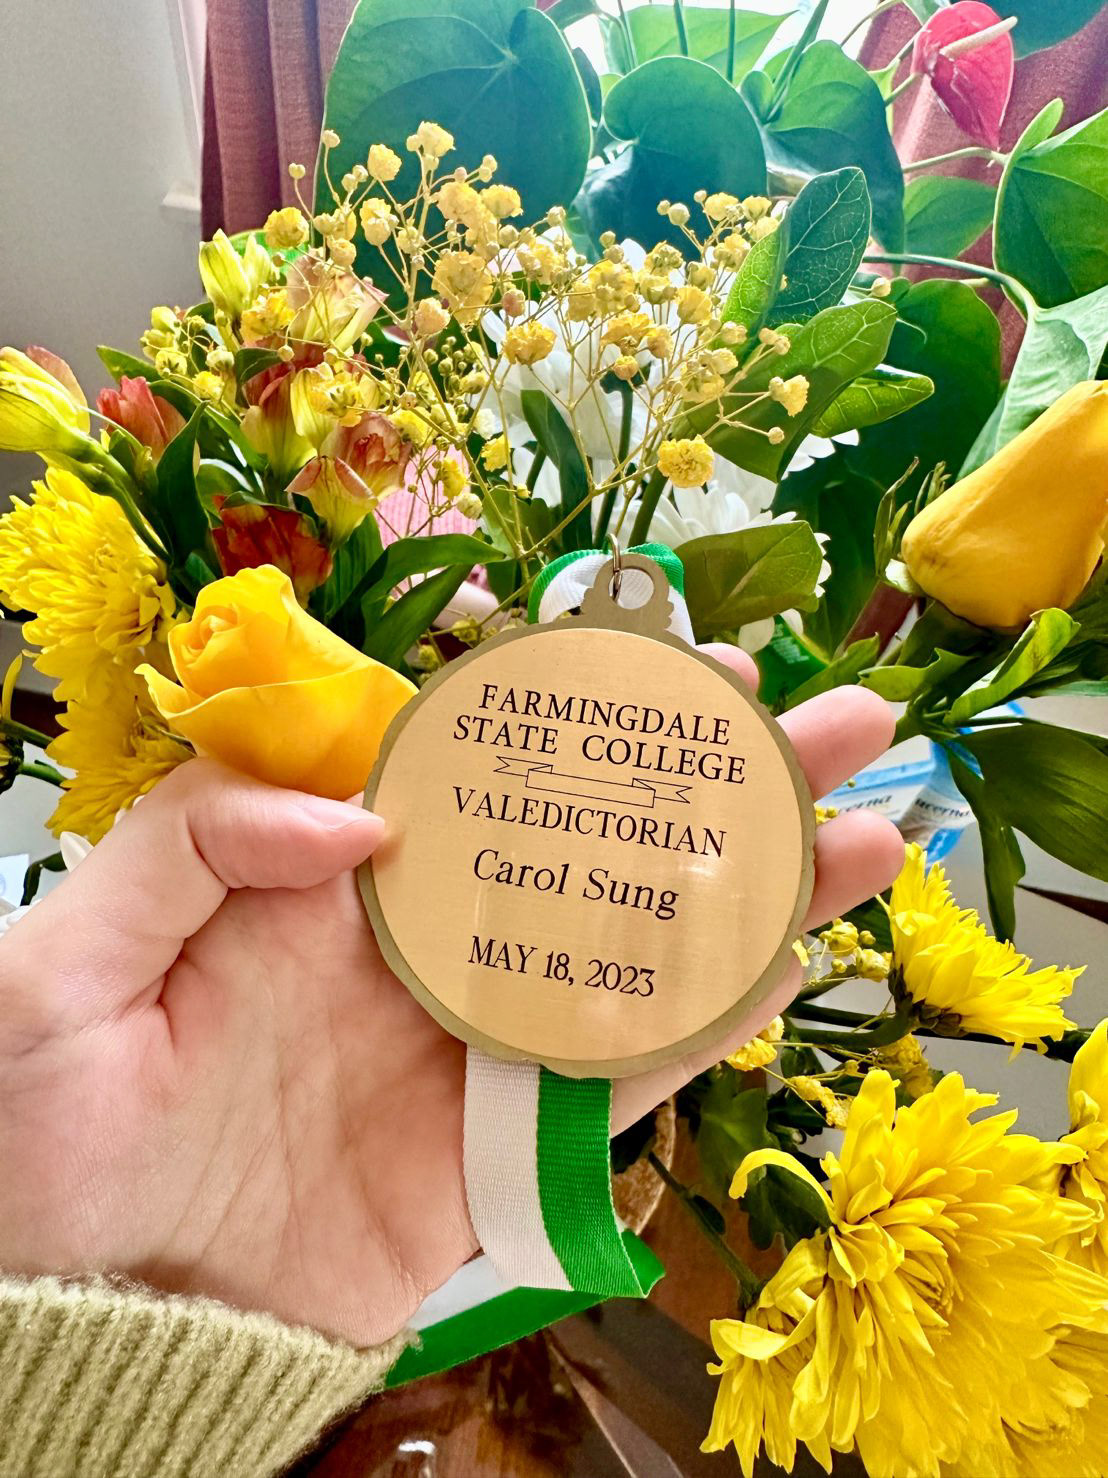 FARMINGDALE
STATE COLLEGE
VALEDICTORIAN
Carol Sung
MAY 18, 2023